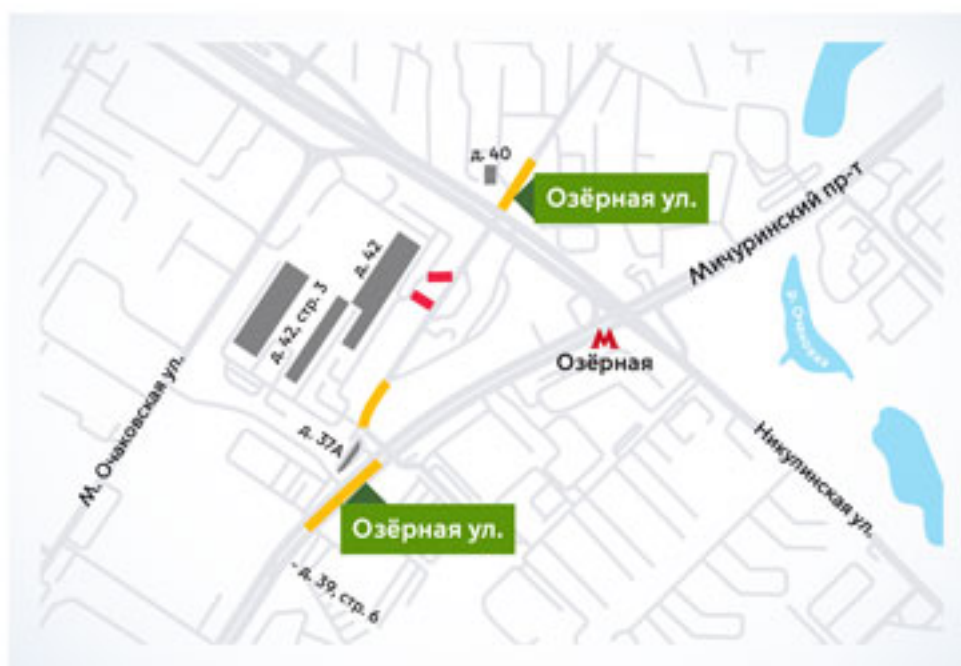 д. 40
Озёрная ул.
Мичуринский пр-т
д. 42
д. 42, стр. 3
р. Очаковка
М
Озёрная
М. Очаковская ул.
д. 37А
Никулинская ул.
Озёрная ул.
- д. 39, стр. 6